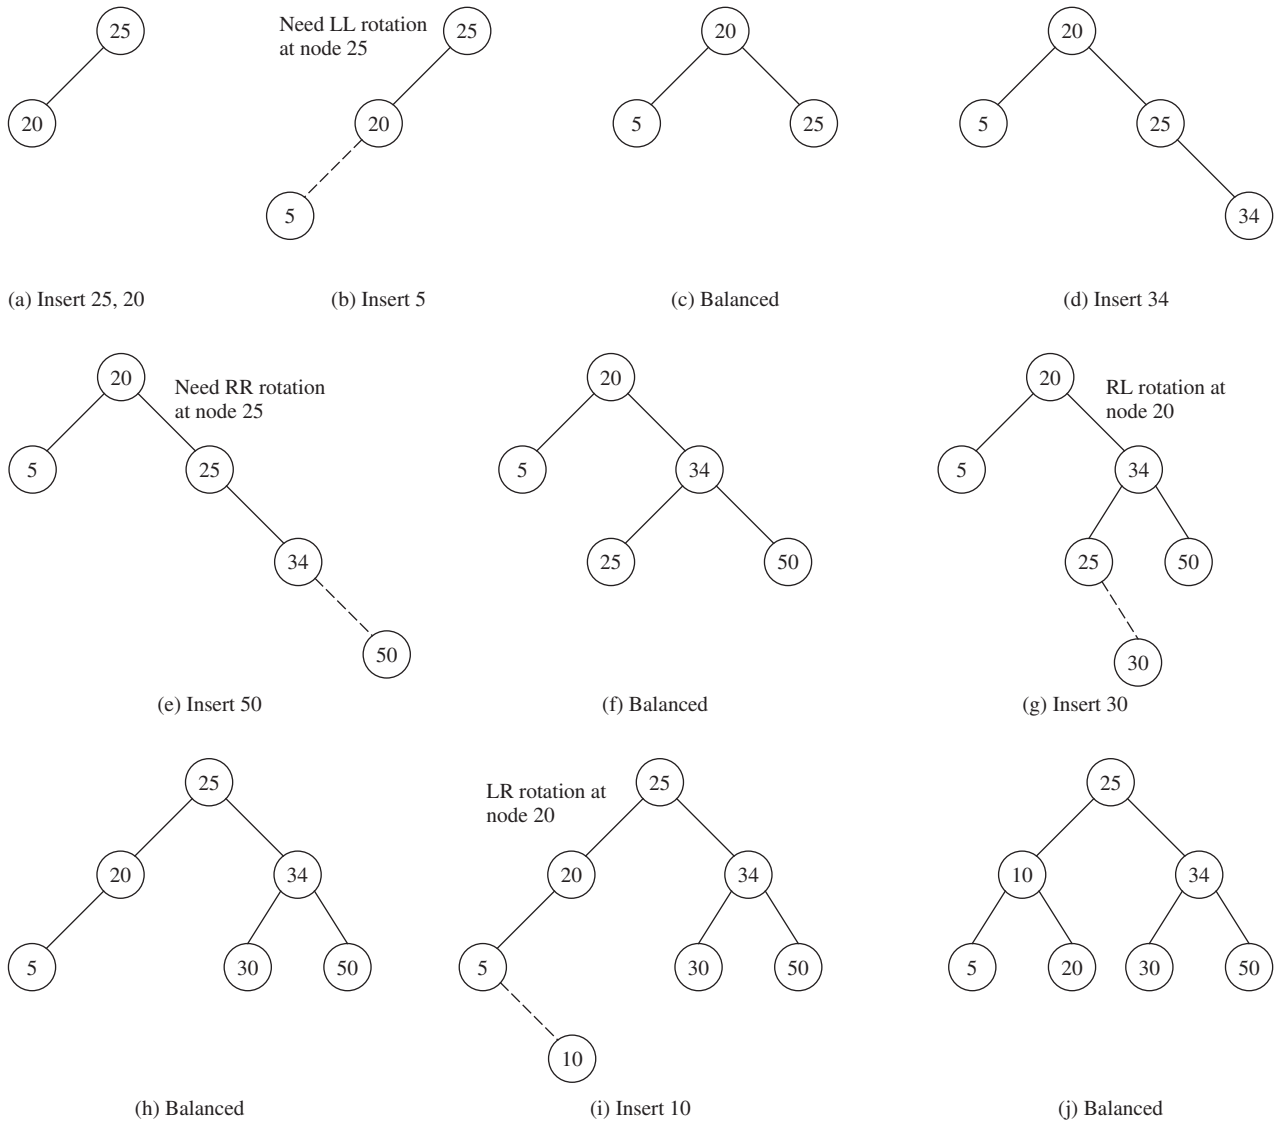 25
20
(a) Insert 25, 20
Need LL rotation
at node 25
25
20
5
(b) Insert 5
20
5
25
(c) Balanced
20
5
25
34
(d) Insert 34
20
Need RR rotation
at node 25
5
25
34
50
(e) Insert 50
20
5
34
25
50
(f) Balanced
20
RL rotation at
node 20
5
34
25
50
30
(g) Insert 30
25
20
34
5
30
50
(h) Balanced
LR rotation at
node 20
25
20
34
5
30
50
10
(i) Insert 10
25
10
34
5
20
30
50
(j) Balanced